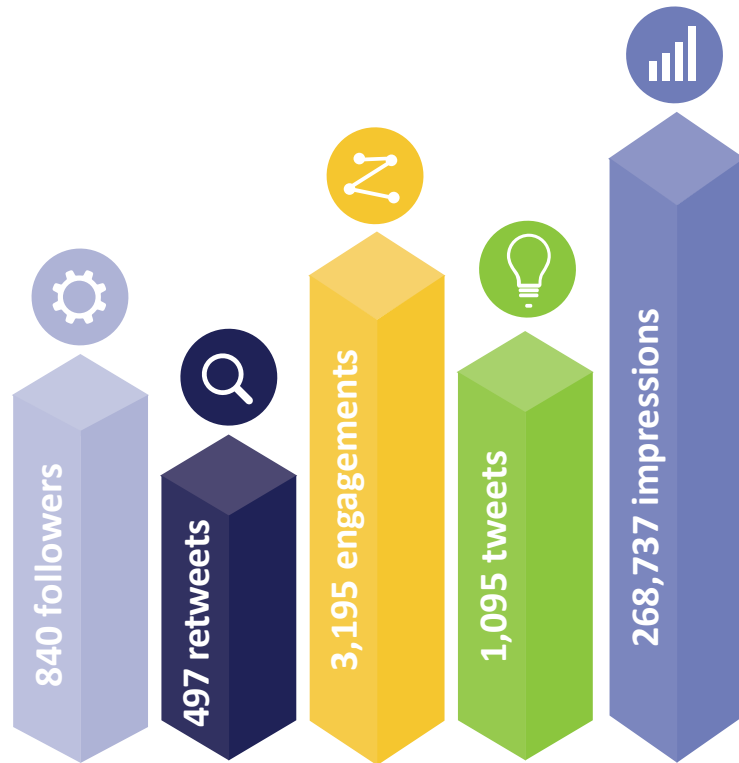 840 followers
497 retweets
3,195 engagements
1,095 tweets
268,737 impressions